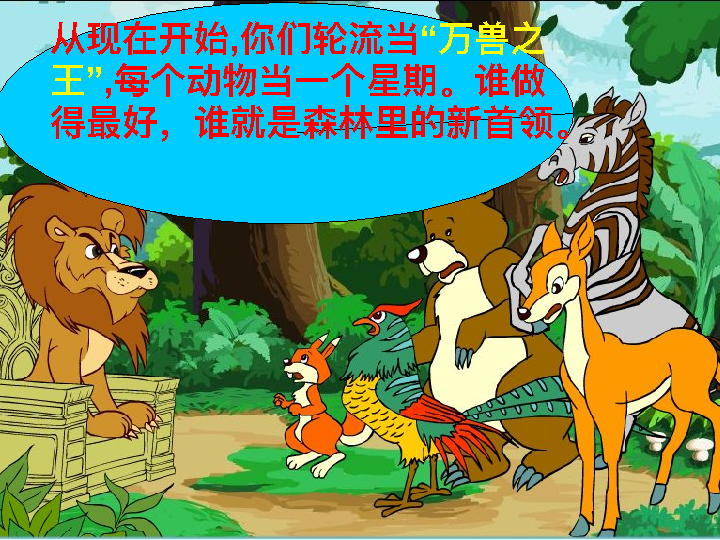 从现在开始,你们轮流当“万兽之
王”,每个动物当一个星期。谁做
得最好，谁就是森林里的新首领。